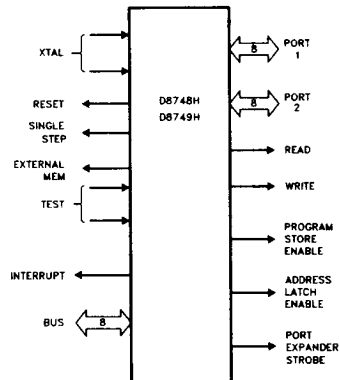 XTAL
RESET
SINGLE
STEP
EXTERNAL
MEM
TEST
INTERRUPT
BUS
8
D8748H
D8749H
8
PORT
1
8
PORT
2
READ
WRITE
PROGRAM
STORE
ENABLE
ADDRESS
LATCH
ENABLE
PORT
EXPANDER
STROBE